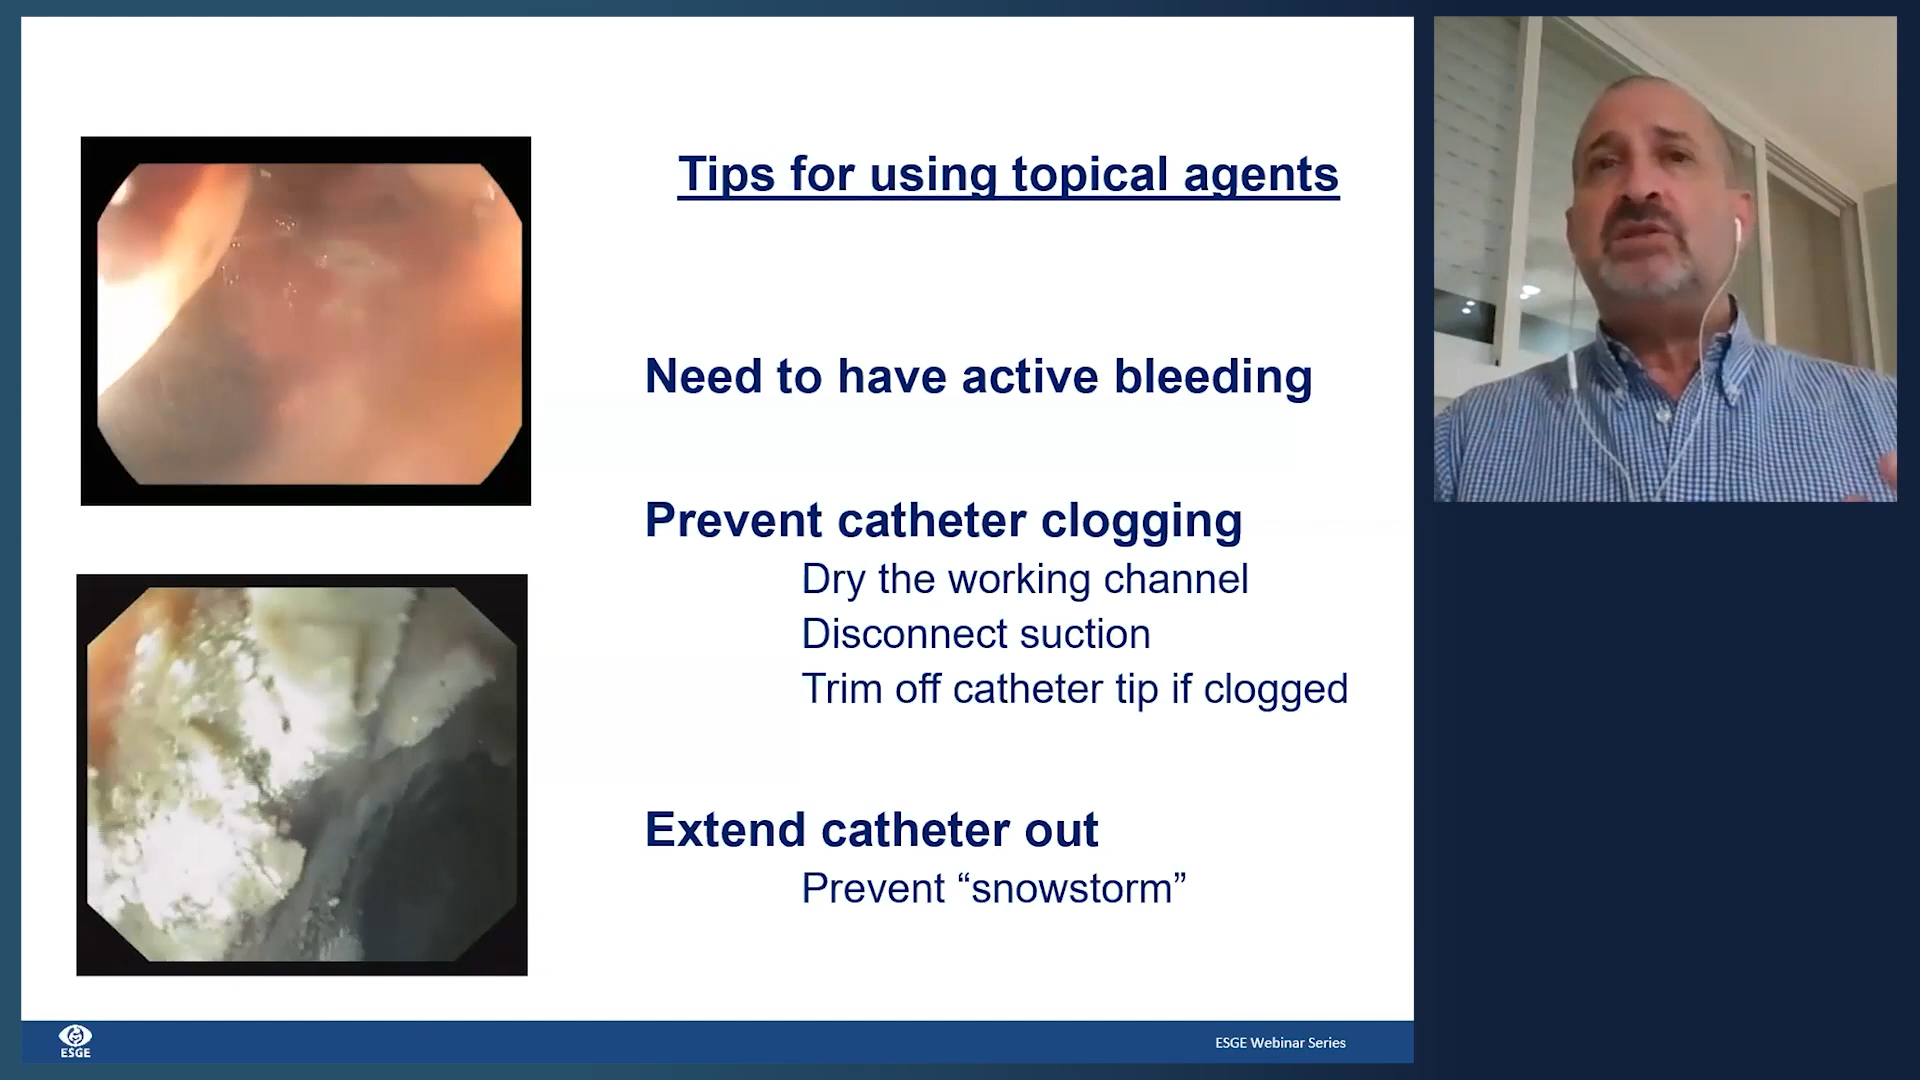 Tips for using topical agents
Need to have active bleeding
Prevent catheter clogging
Dry the working channel
Disconnect suction
Trim off catheter tip if clogged
Extend catheter out
Prevent “snowstorm”
ESGE
ESGE Webinar Series